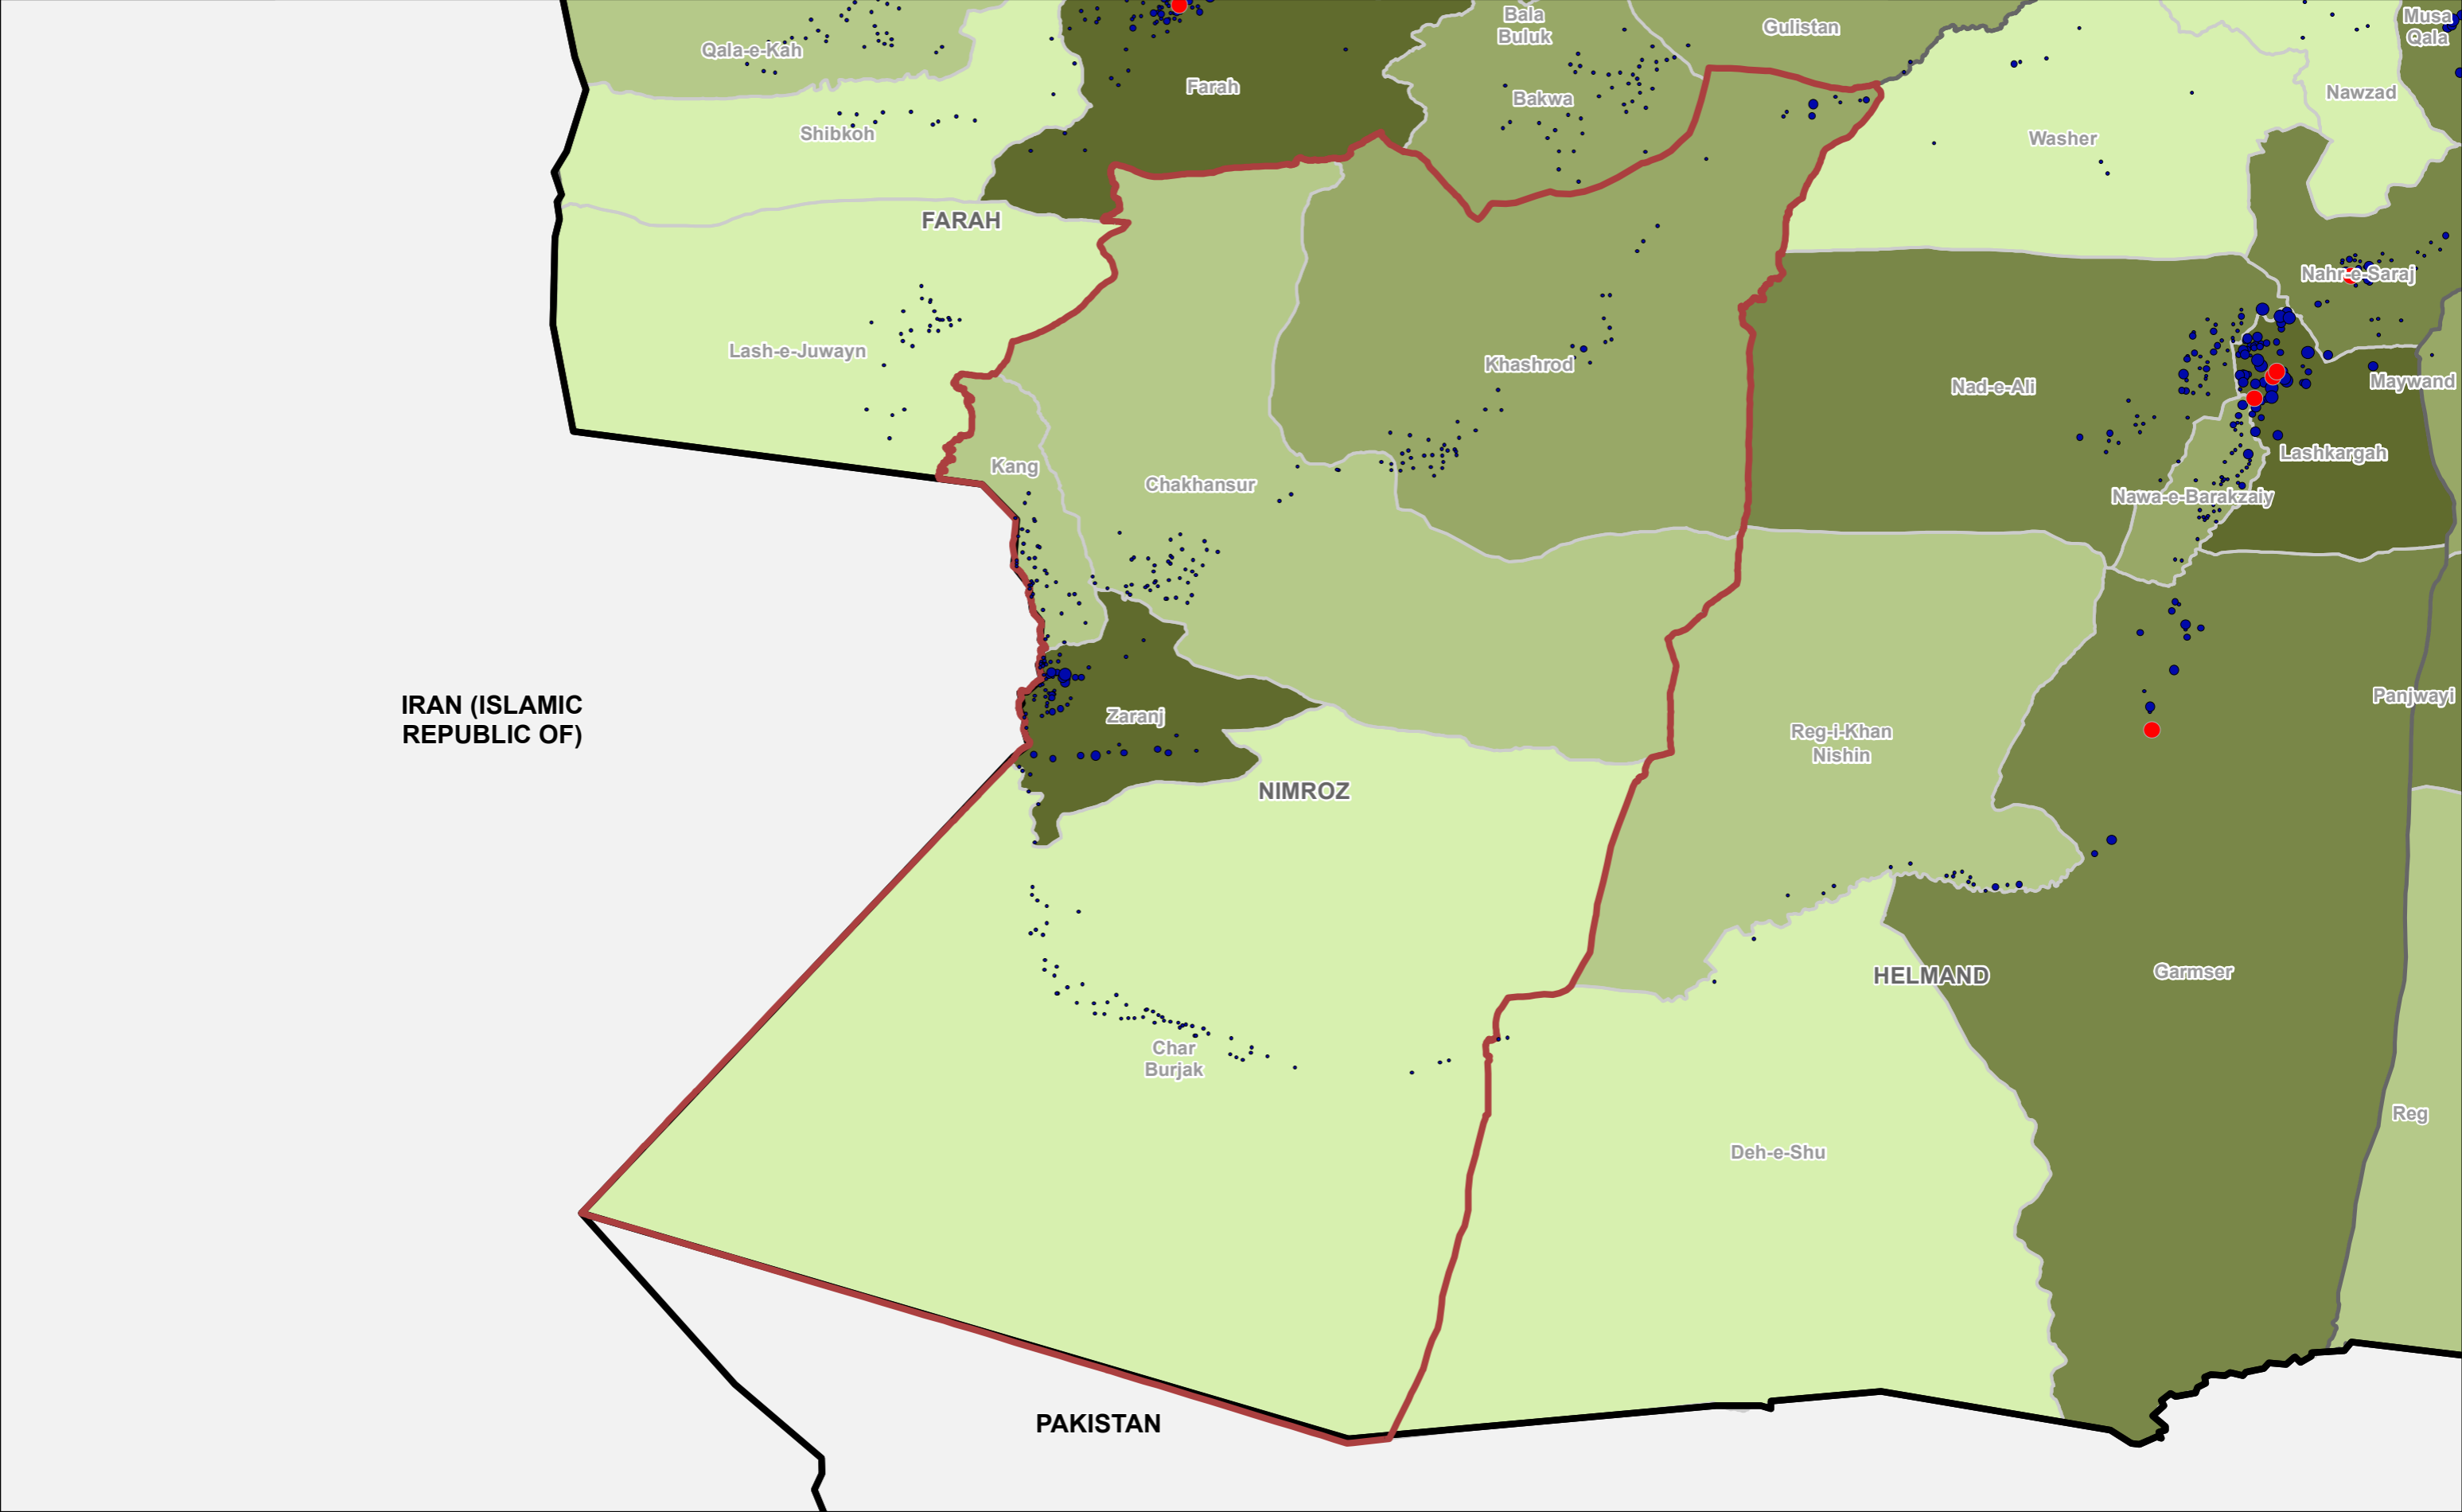 Bala
Buluk
Gulistan
Musa
Qala
Qala-e-Kah
Farah
Bakwa
Nawzad
Shibkoh
Washer
FARAH
Nahr-e-Saraj
Lash-e-Juwayn
Khashrod
Nad-e-Ali
Maywand
Kang
Chakhansur
Lashkargah
Nawa-e-Barakzaiy
IRAN (ISLAMIC
REPUBLIC OF)
Zaranj
Reg-i-Khan
Nishin
Panjwayi
NIMROZ
HELMAND
Garmser
Char
Burjak
Reg
Deh-e-Shu
PAKISTAN